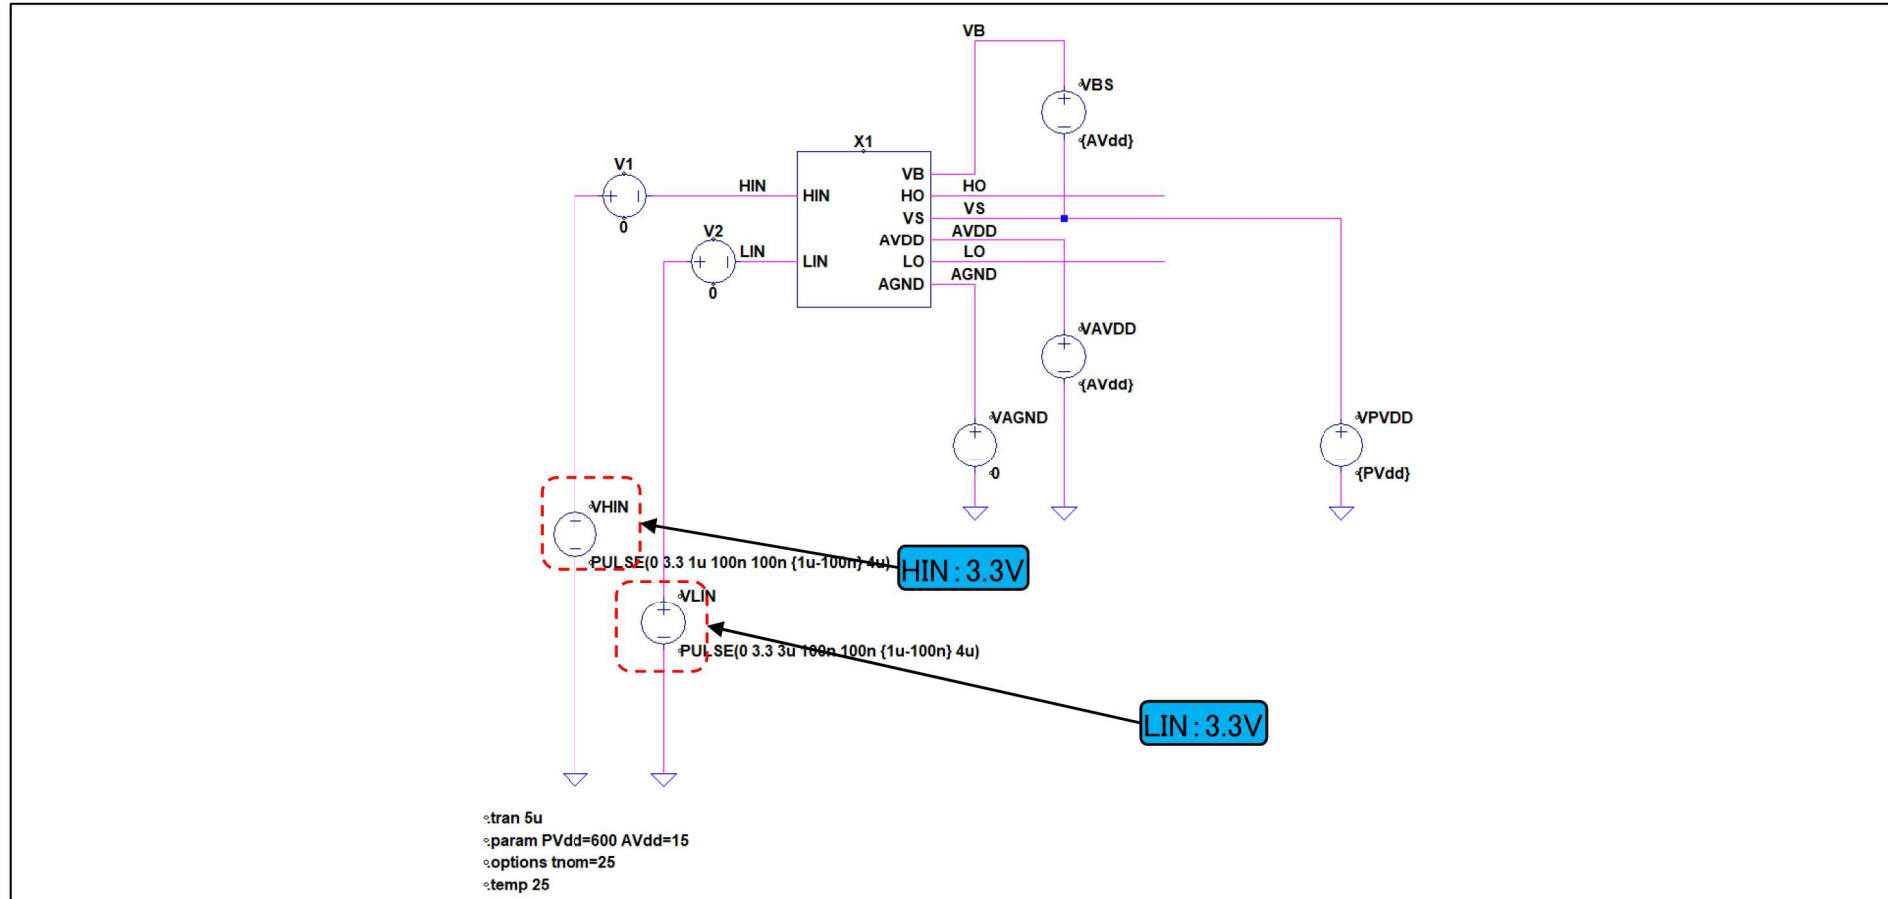 VB
VBS
{AVdd}
X1
V1
HIN
0
HIN
VB
HO
HO
VS
VS
AVDD
AVDD
V2
LIN
0
LIN
LO
LO
AGND
AGND
VAVDD
{AVdd}
VAGND
0
VPVDD
{PVdd}
VHIN
PULSE(0 3.3 1u 100n 100n {1u-100n} 4u)
HIN : 3.3V
VLIN
PULSE(0 3.3 3u 100n 100n {1u-100n} 4u)
LIN : 3.3V
.tran 5u
.param PVdd=600 AVdd=15
.options tnom=25
.temp 25